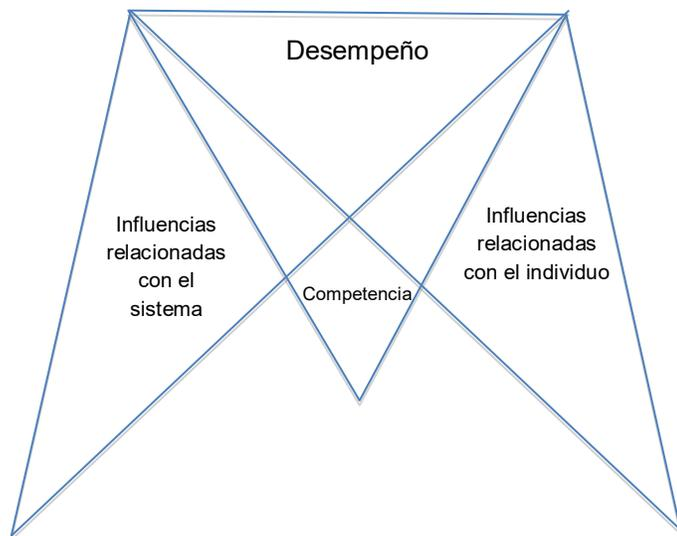 Desempeño
Influencias
relacionadas
con el
sistema
Competencia
Influencias
relacionadas
con el individuo